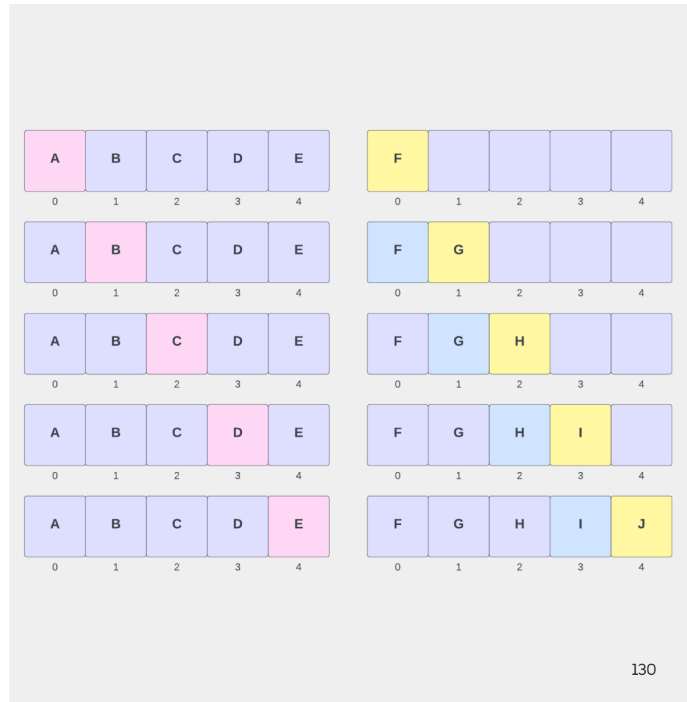 A B C D E F
0 1 2 3 4 0 1 2 3 4
A B C D E F G
0 1 2 3 4 0 1 2 3 4
A B C D E F G H
0 1 2 3 4 0 1 2 3 4
A B C D E F G H I
0 1 2 3 4 0 1 2 3 4
A B C D E F G H I J
0 1 2 3 4 0 1 2 3 4
130